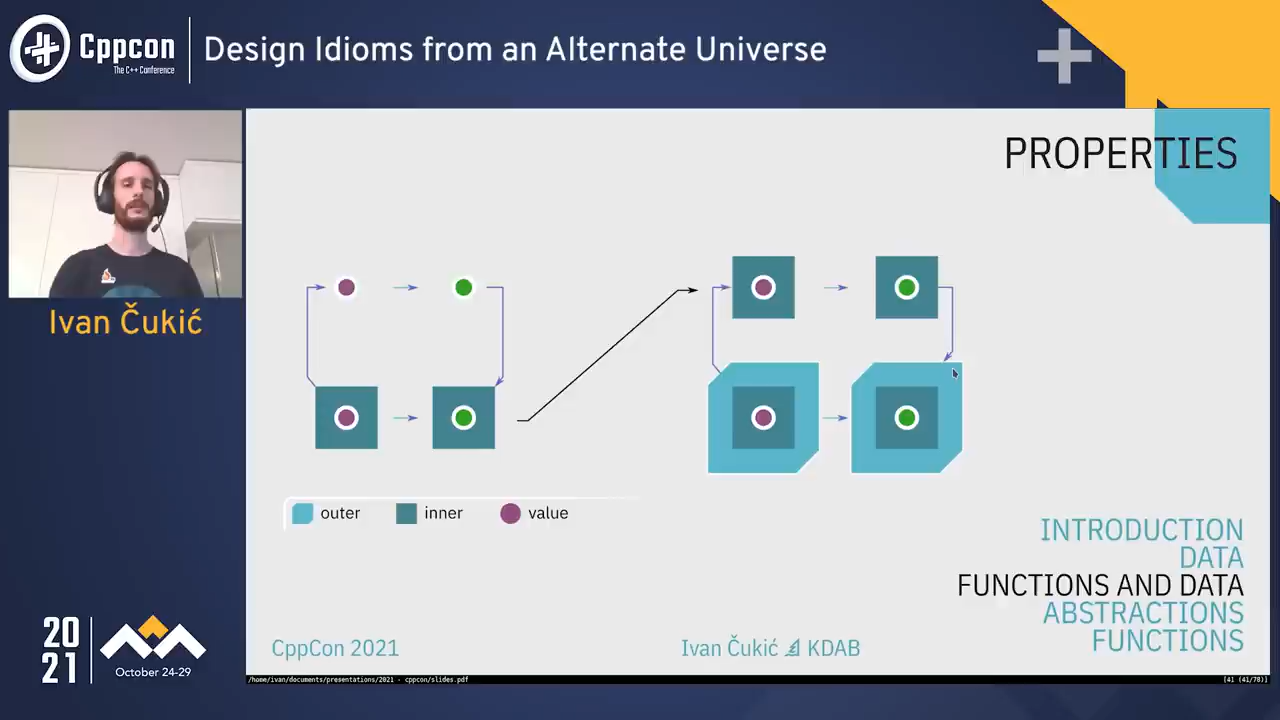 Cppcon
The C++ Conference
Design Idioms from an Alternate Universe
PROPERTIES
Ivan Čukić
outer
inner
value
INTRODUCTION
DATA
FUNCTIONS AND DATA
ABSTRACTIONS
FUNCTIONS
CppCon 2021
Ivan Čukić KDAB
20
21
October 24-29
/home/ivan/documents/presentations/2021 - cppcon/slides.pdf
[41 (41/78)]